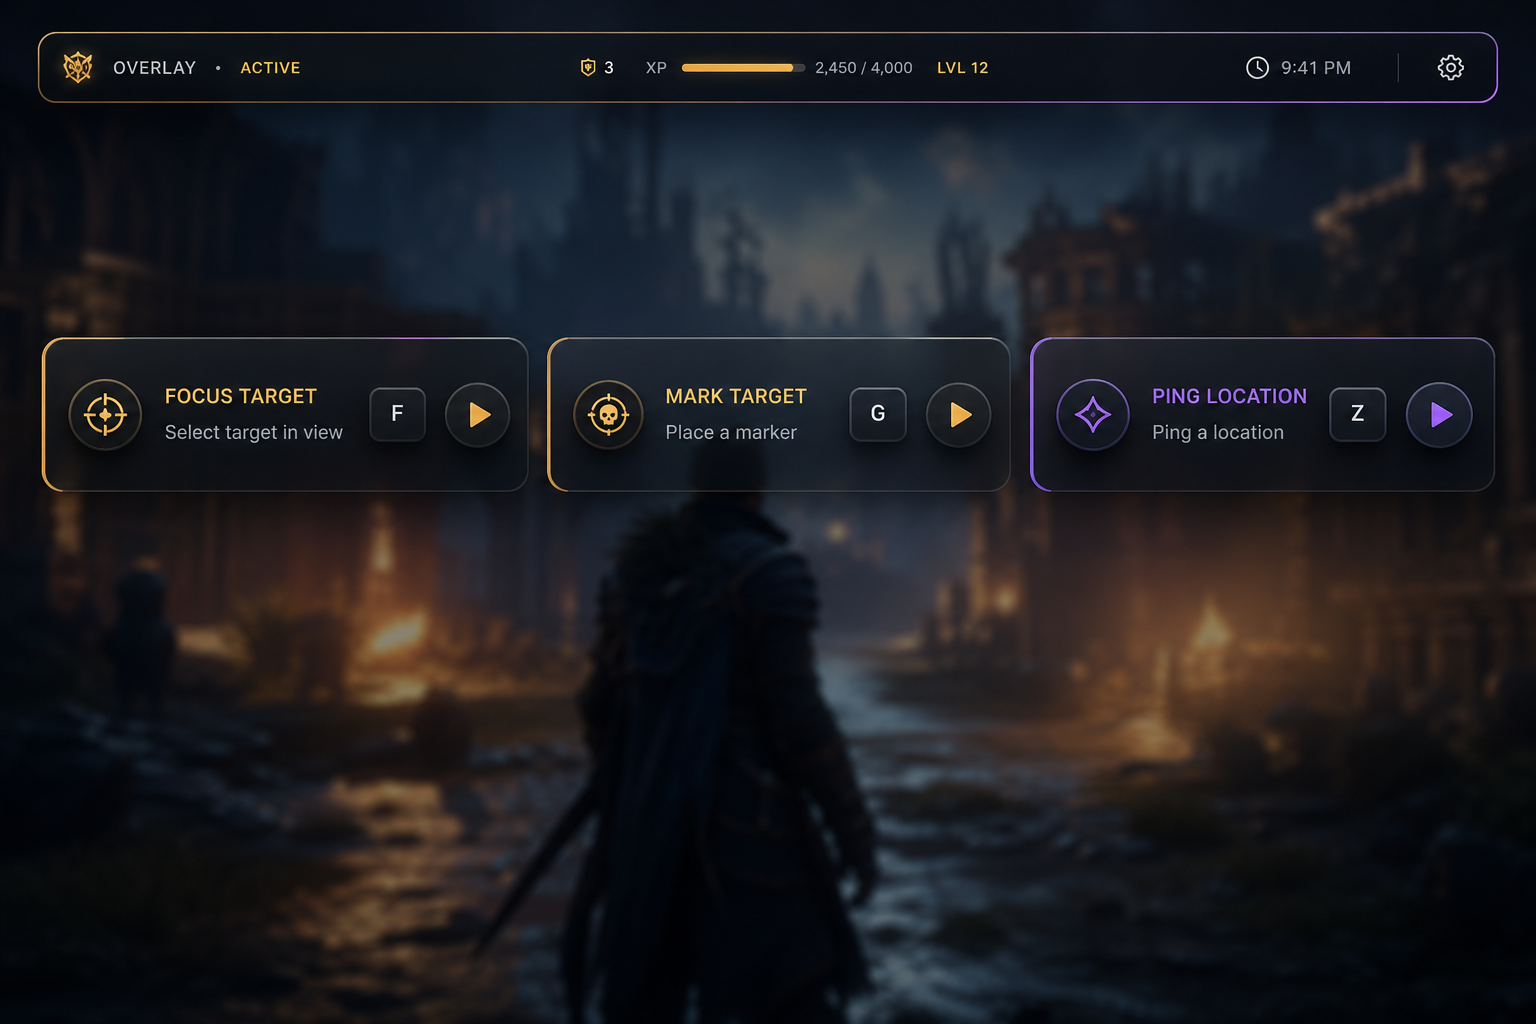 OVERLAY • ACTIVE
3 XP 2,450 / 4,000 LVL 12
9:41 PM
FOCUS TARGET
Select target in view
F
MARK TARGET
Place a marker
G
PING LOCATION
Ping a location
Z